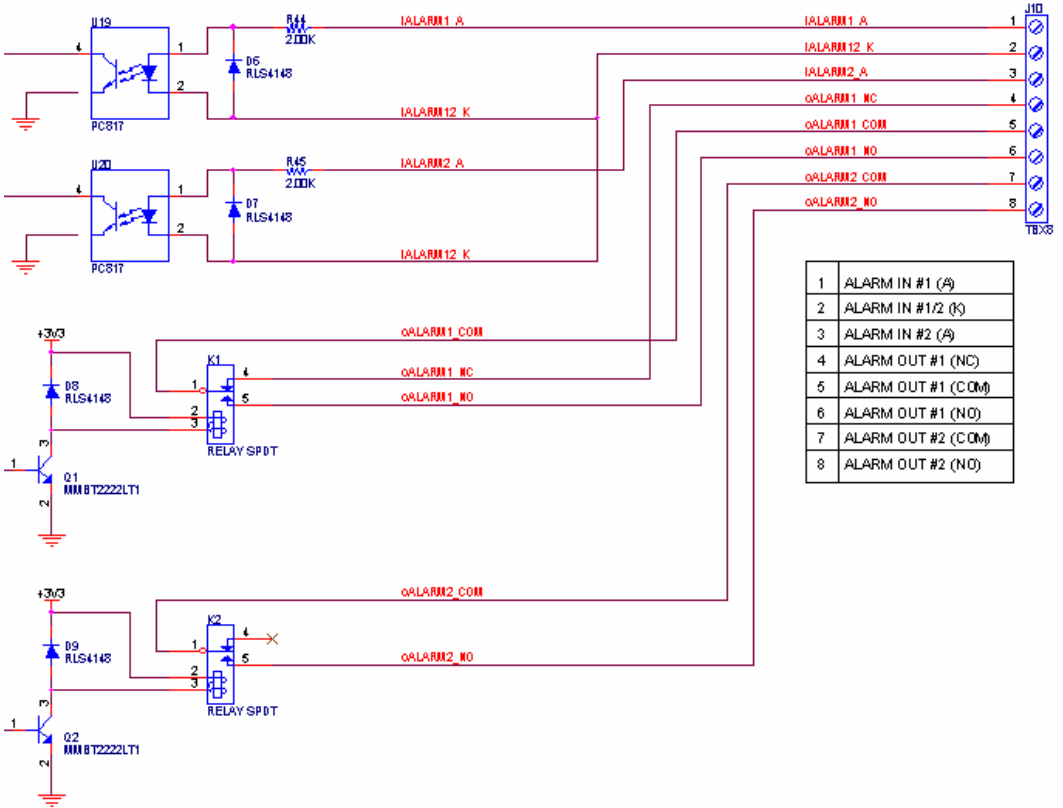 U19
R44
2.00K
IALARM1_A
IALARM1_A
J10
1
4
1
D6
RLS4148
IALARM12_K
2
2
IALARM2_A
3
PC817
IALARM12_K
oALARM1_NC
4
oALARM1_COM
5
U20
R45
2.00K
IALARM2_A
oALARM1_NO
6
4
1
D7
RLS4148
oALARM2_COM
7
2
oALARM2_NO
8
TBX8
PC817
IALARM12_K
1 ALARM IN #1 (A)
2 ALARM IN #1/2 (K)
3 ALARM IN #2 (A)
4 ALARM OUT #1 (NC)
5 ALARM OUT #1 (COM)
6 ALARM OUT #1 (NO)
7 ALARM OUT #2 (COM)
8 ALARM OUT #2 (NO)
+3V3
oALARM1_COM
K1
D8
RLS4148
1
4
oALARM1_NC
2
5
oALARM1_NO
3
RELAY SPDT
3
1
Q1
MMBT2222LT1
2
+3V3
oALARM2_COM
K2
D9
RLS4148
1
4
2
5
oALARM2_NO
3
RELAY SPDT
3
1
Q2
MMBT2222LT1
2